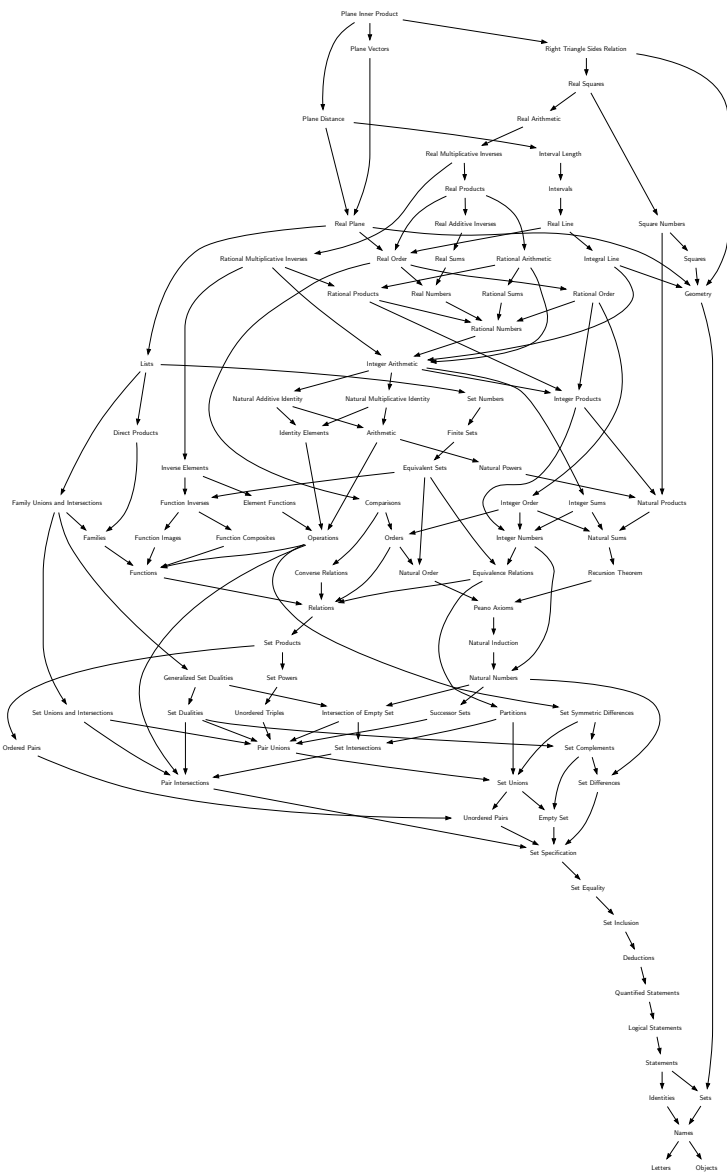 Plane Inner Product
Plane Vectors
Right Triangle Sides Relation
Real Squares
Plane Distance
Real Arithmetic
Real Multiplicative Inverses
Interval Length
Real Products
Intervals
Real Plane
Real Additive Inverses
Real Line
Square Numbers
Rational Multiplicative Inverses
Real Order
Real Sums
Rational Arithmetic
Integral Line
Squares
Rational Products
Real Numbers
Rational Sums
Rational Order
Geometry
Rational Numbers
Lists
Integer Arithmetic
Natural Additive Identity
Natural Multiplicative Identity
Set Numbers
Integer Products
Direct Products
Identity Elements
Arithmetic
Finite Sets
Inverse Elements
Equivalent Sets
Natural Powers
Family Unions and Intersections
Function Inverses
Element Functions
Comparisons
Integer Order
Integer Sums
Natural Products
Families
Function Images
Function Composites
Operations
Orders
Integer Numbers
Natural Sums
Functions
Converse Relations
Natural Order
Equivalence Relations
Recursion Theorem
Relations
Peano Axioms
Set Products
Natural Induction
Generalized Set Dualities
Set Powers
Natural Numbers
Set Unions and Intersections
Set Dualities
Unordered Triples
Intersection of Empty Set
Successor Sets
Partitions
Set Symmetric Differences
Ordered Pairs
Pair Unions
Set Intersections
Set Complements
Pair Intersections
Set Unions
Set Differences
Unordered Pairs
Empty Set
Set Specification
Set Equality
Set Inclusion
Deductions
Quantified Statements
Logical Statements
Statements
Identities
Sets
Names
Letters
Objects